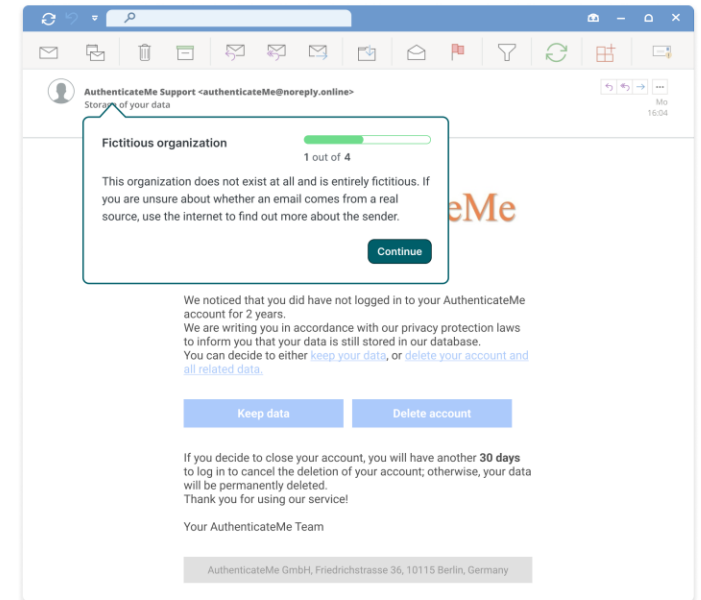 AuthenticateMe Support <authenticateMe@noreply.online>
Storage of your data
Mo
16:04
Fictitious organization
1 out of 4
This organization does not exist at all and is entirely fictitious. If
you are unsure about whether an email comes from a real
source, use the internet to find out more about the sender.
Continue
eMe
We noticed that you did have not logged in to your AuthenticateMe
account for 2 years.
We are writing you in accordance with our privacy protection laws
to inform you that your data is still stored in our database.
You can decide to either keep your data, or delete your account and
all related data.
Keep data
Delete account
If you decide to close your account, you will have another 30 days
to log in to cancel the deletion of your account; otherwise, your data
will be permanently deleted.
Thank you for using our service!
Your AuthenticateMe Team
AuthenticateMe GmbH, Friedrichstrasse 36, 10115 Berlin, Germany